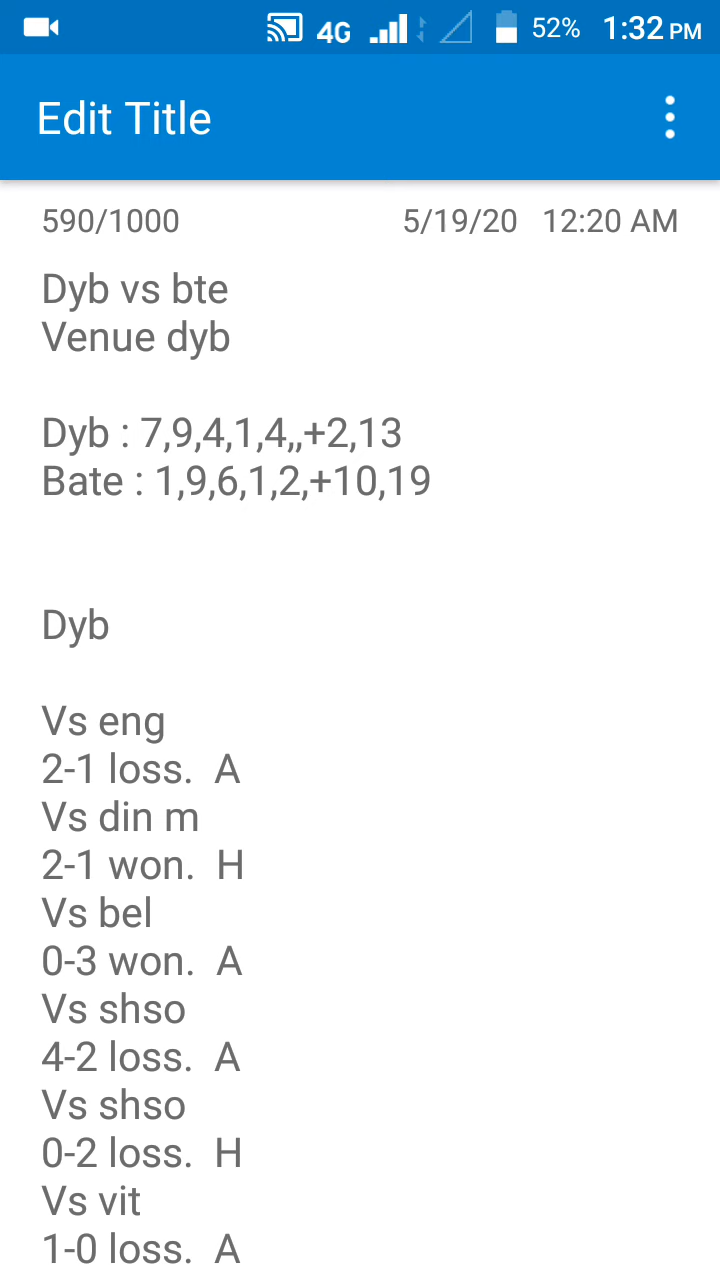 4G 52% 1:32 PM
Edit Title
590/1000 5/19/20 12:20 AM
Dyb vs bte
Venue dyb
Dyb : 7,9,4,1,4,,+2,13
Bate : 1,9,6,1,2,+10,19
Dyb
Vs eng
2-1 loss. A
Vs din m
2-1 won. H
Vs bel
0-3 won. A
Vs shso
4-2 loss. A
Vs shso
0-2 loss. H
Vs vit
1-0 loss. A